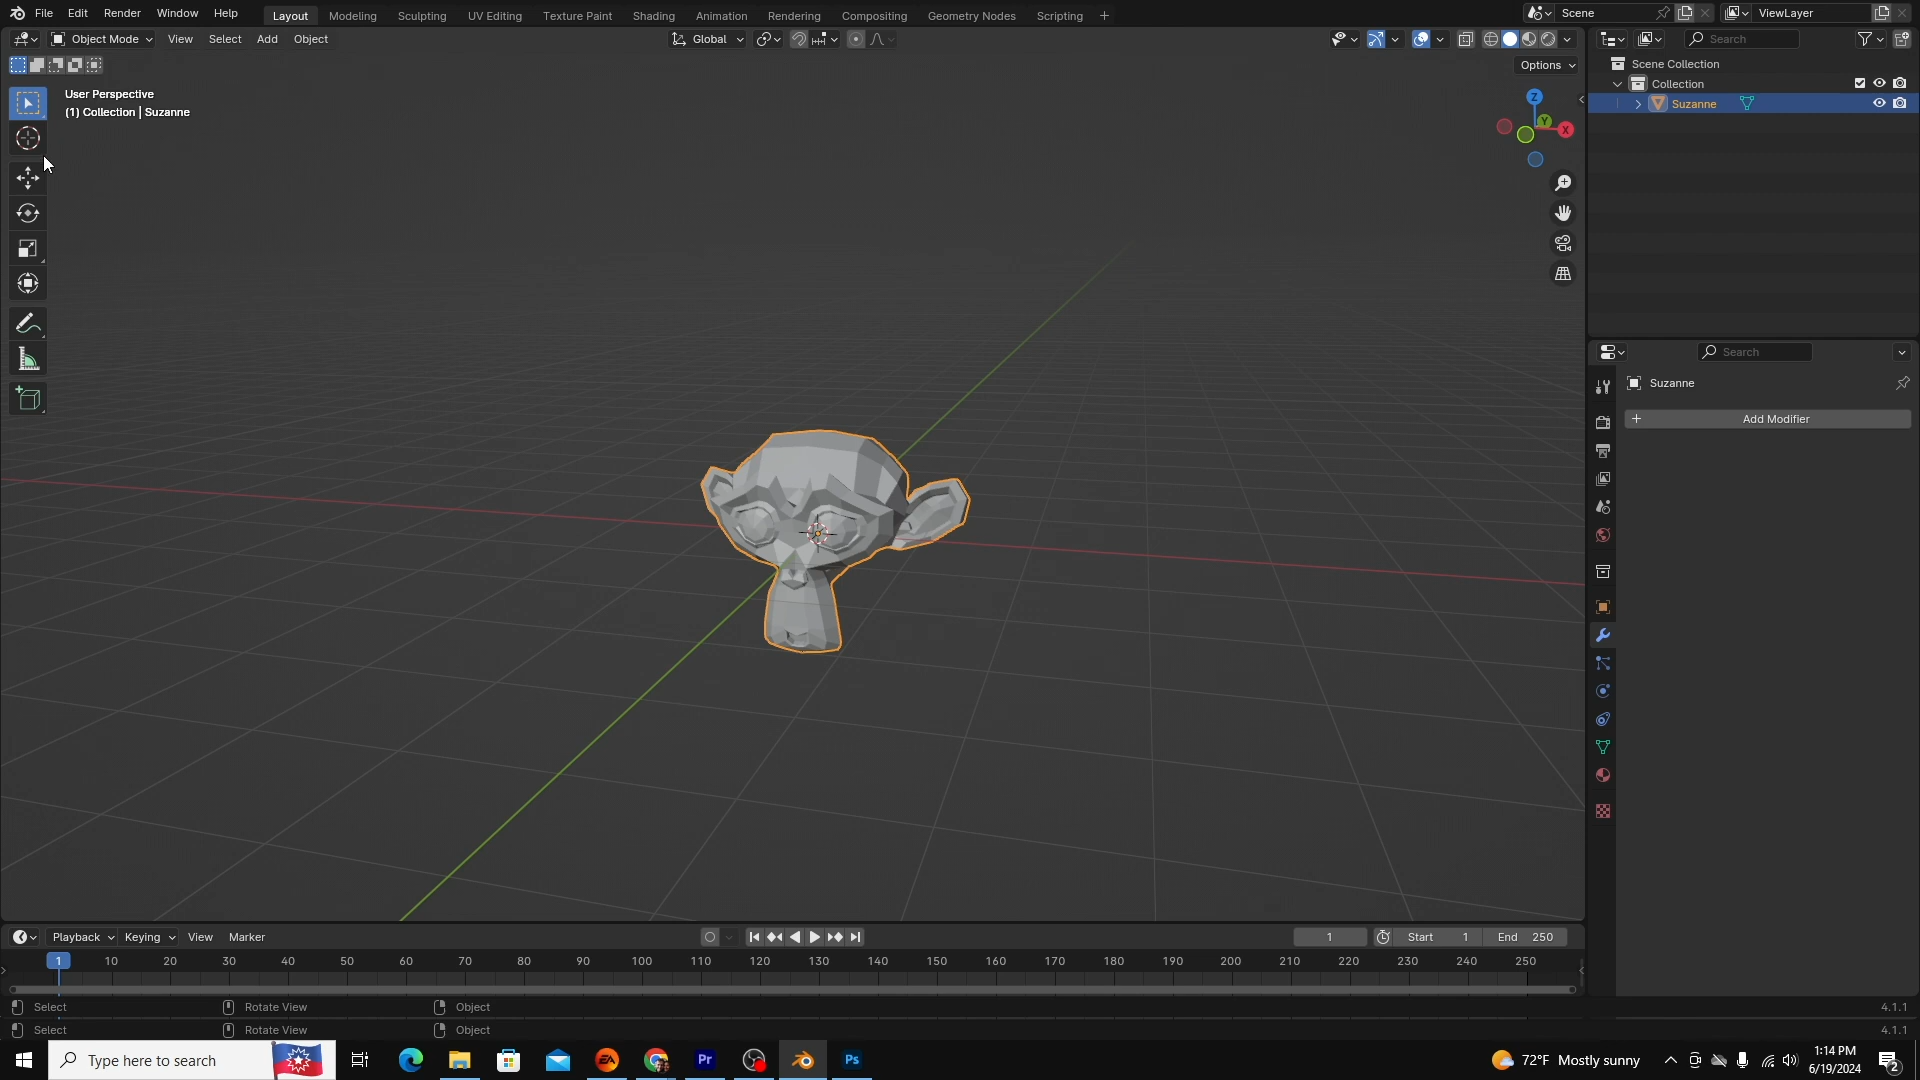 File Edit Render Window Help Layout Modeling Sculpting UV Editing Texture Paint Shading Animation Rendering Compositing Geometry Nodes Scripting + Scene ViewLayer
Object Mode View Select Add Object Global Search
Options
User Perspective
(1) Collection | Suzanne
Z
Y
X
Scene Collection
Collection
Suzanne
Search
Suzanne
+ Add Modifier
Playback Keying View Marker 1 Start 1 End 250
1 10 20 30 40 50 60 70 80 90 100 110 120 130 140 150 160 170 180 190 200 210 220 230 240 250
Select Rotate View Object 4.1.1
Select Rotate View Object 4.1.1
Type here to search EA Pr Ps 72°F Mostly sunny 1:14 PM
6/19/2024
2